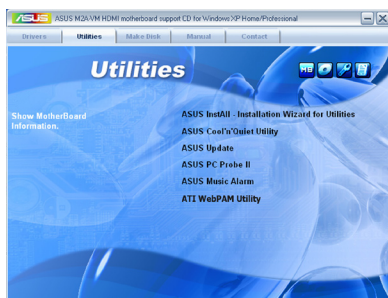 ASUS ASUS M2A-VM HDMI motherboard support CD for Windows XP Home/Professional
Drivers Utilities Make Disk Manual Contact
Utilities
Show MotherBoard
Information.
ASUS InstAll - Installation Wizard for Utilities
ASUS Cool'n'Quiet Utility
ASUS Update
ASUS PC Probe II
ASUS Music Alarm
ATI WebPAM Utility